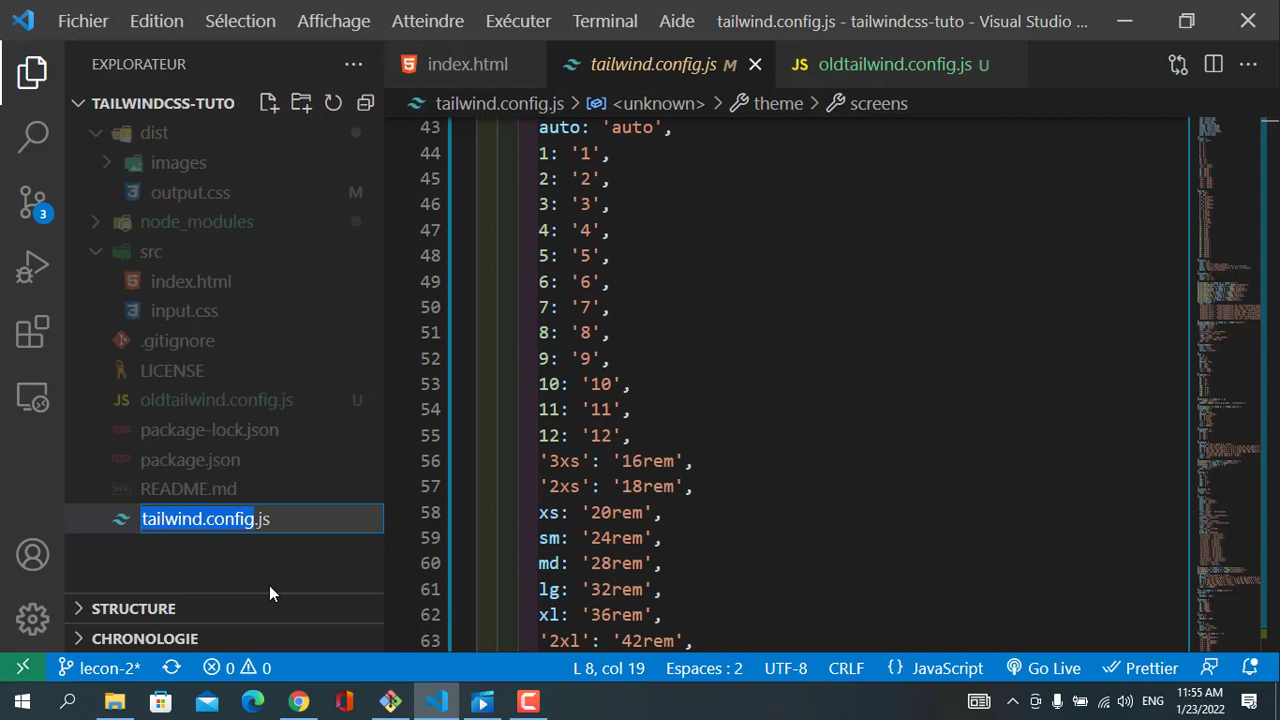 Fichier Edition Sélection Affichage Atteindre Exécuter Terminal Aide tailwind.config.js - tailwindcss-tuto - Visual Studio ...
EXPLORATEUR
index.html
tailwind.config.js M
JS oldtailwind.config.js U
TAILWINDCSS-TUTO
tailwind.config.js > <unknown> > theme > screens
dist
images
output.css M
node_modules
src
index.html
input.css
.gitignore
LICENSE
JS oldtailwind.config.js U
package-lock.json
package.json
README.md
tailwind.config.js
STRUCTURE
CHRONOLOGIE
3
43 auto: 'auto',
44 1: '1',
45 2: '2',
46 3: '3',
47 4: '4',
48 5: '5',
49 6: '6',
50 7: '7',
51 8: '8',
52 9: '9',
53 10: '10',
54 11: '11',
55 12: '12',
56 '3xs': '16rem',
57 '2xs': '18rem',
58 xs: '20rem',
59 sm: '24rem',
60 md: '28rem',
61 lg: '32rem',
62 xl: '36rem',
63 '2xl': '42rem',
lecon-2* 0 0 L 8, col 19 Espaces : 2 UTF-8 CRLF {} JavaScript Go Live Prettier
ENG 11:55 AM
1/23/2022